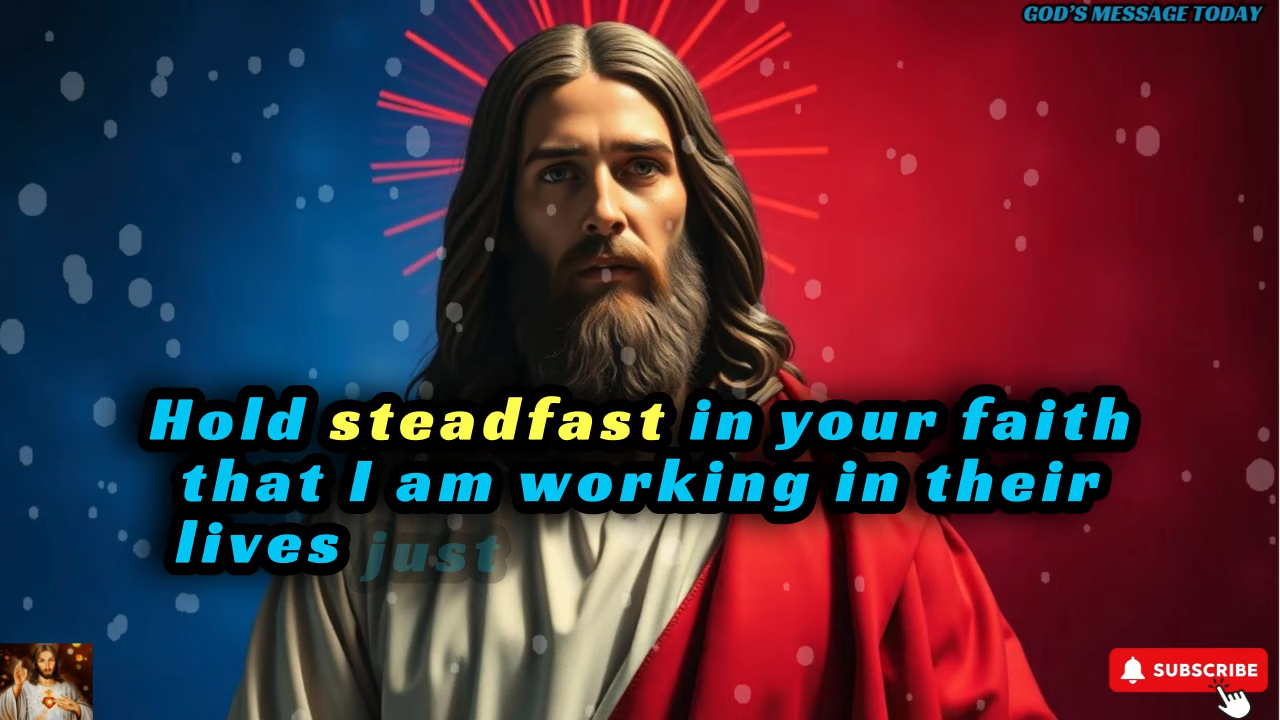 GOD'S MESSAGE TODAY
Hold steadfast in your faith
that I am working in their
lives just
SUBSCRIBE